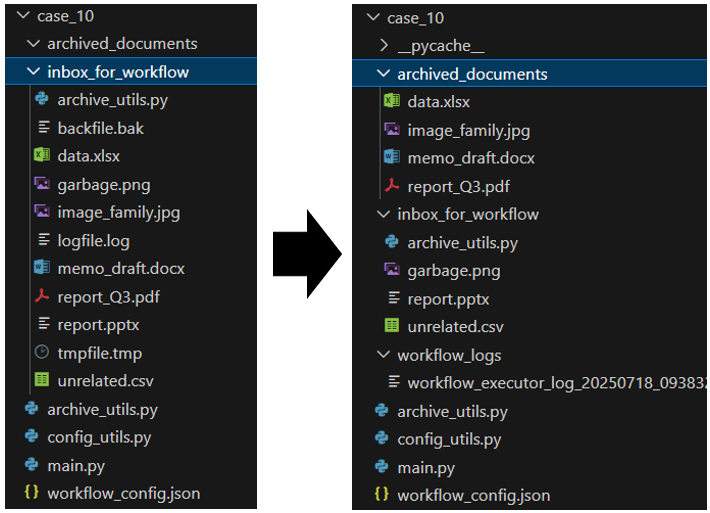 case_10
archived_documents
inbox_for_workflow
archive_utils.py
backfile.bak
data.xlsx
garbage.png
image_family.jpg
logfile.log
memo_draft.docx
report_Q3.pdf
report.pptx
tmpfile.tmp
unrelated.csv
archive_utils.py
config_utils.py
main.py
workflow_config.json
case_10
__pycache__
archived_documents
data.xlsx
image_family.jpg
memo_draft.docx
report_Q3.pdf
inbox_for_workflow
archive_utils.py
garbage.png
report.pptx
unrelated.csv
workflow_logs
workflow_executor_log_20250718_093832
archive_utils.py
config_utils.py
main.py
workflow_config.json